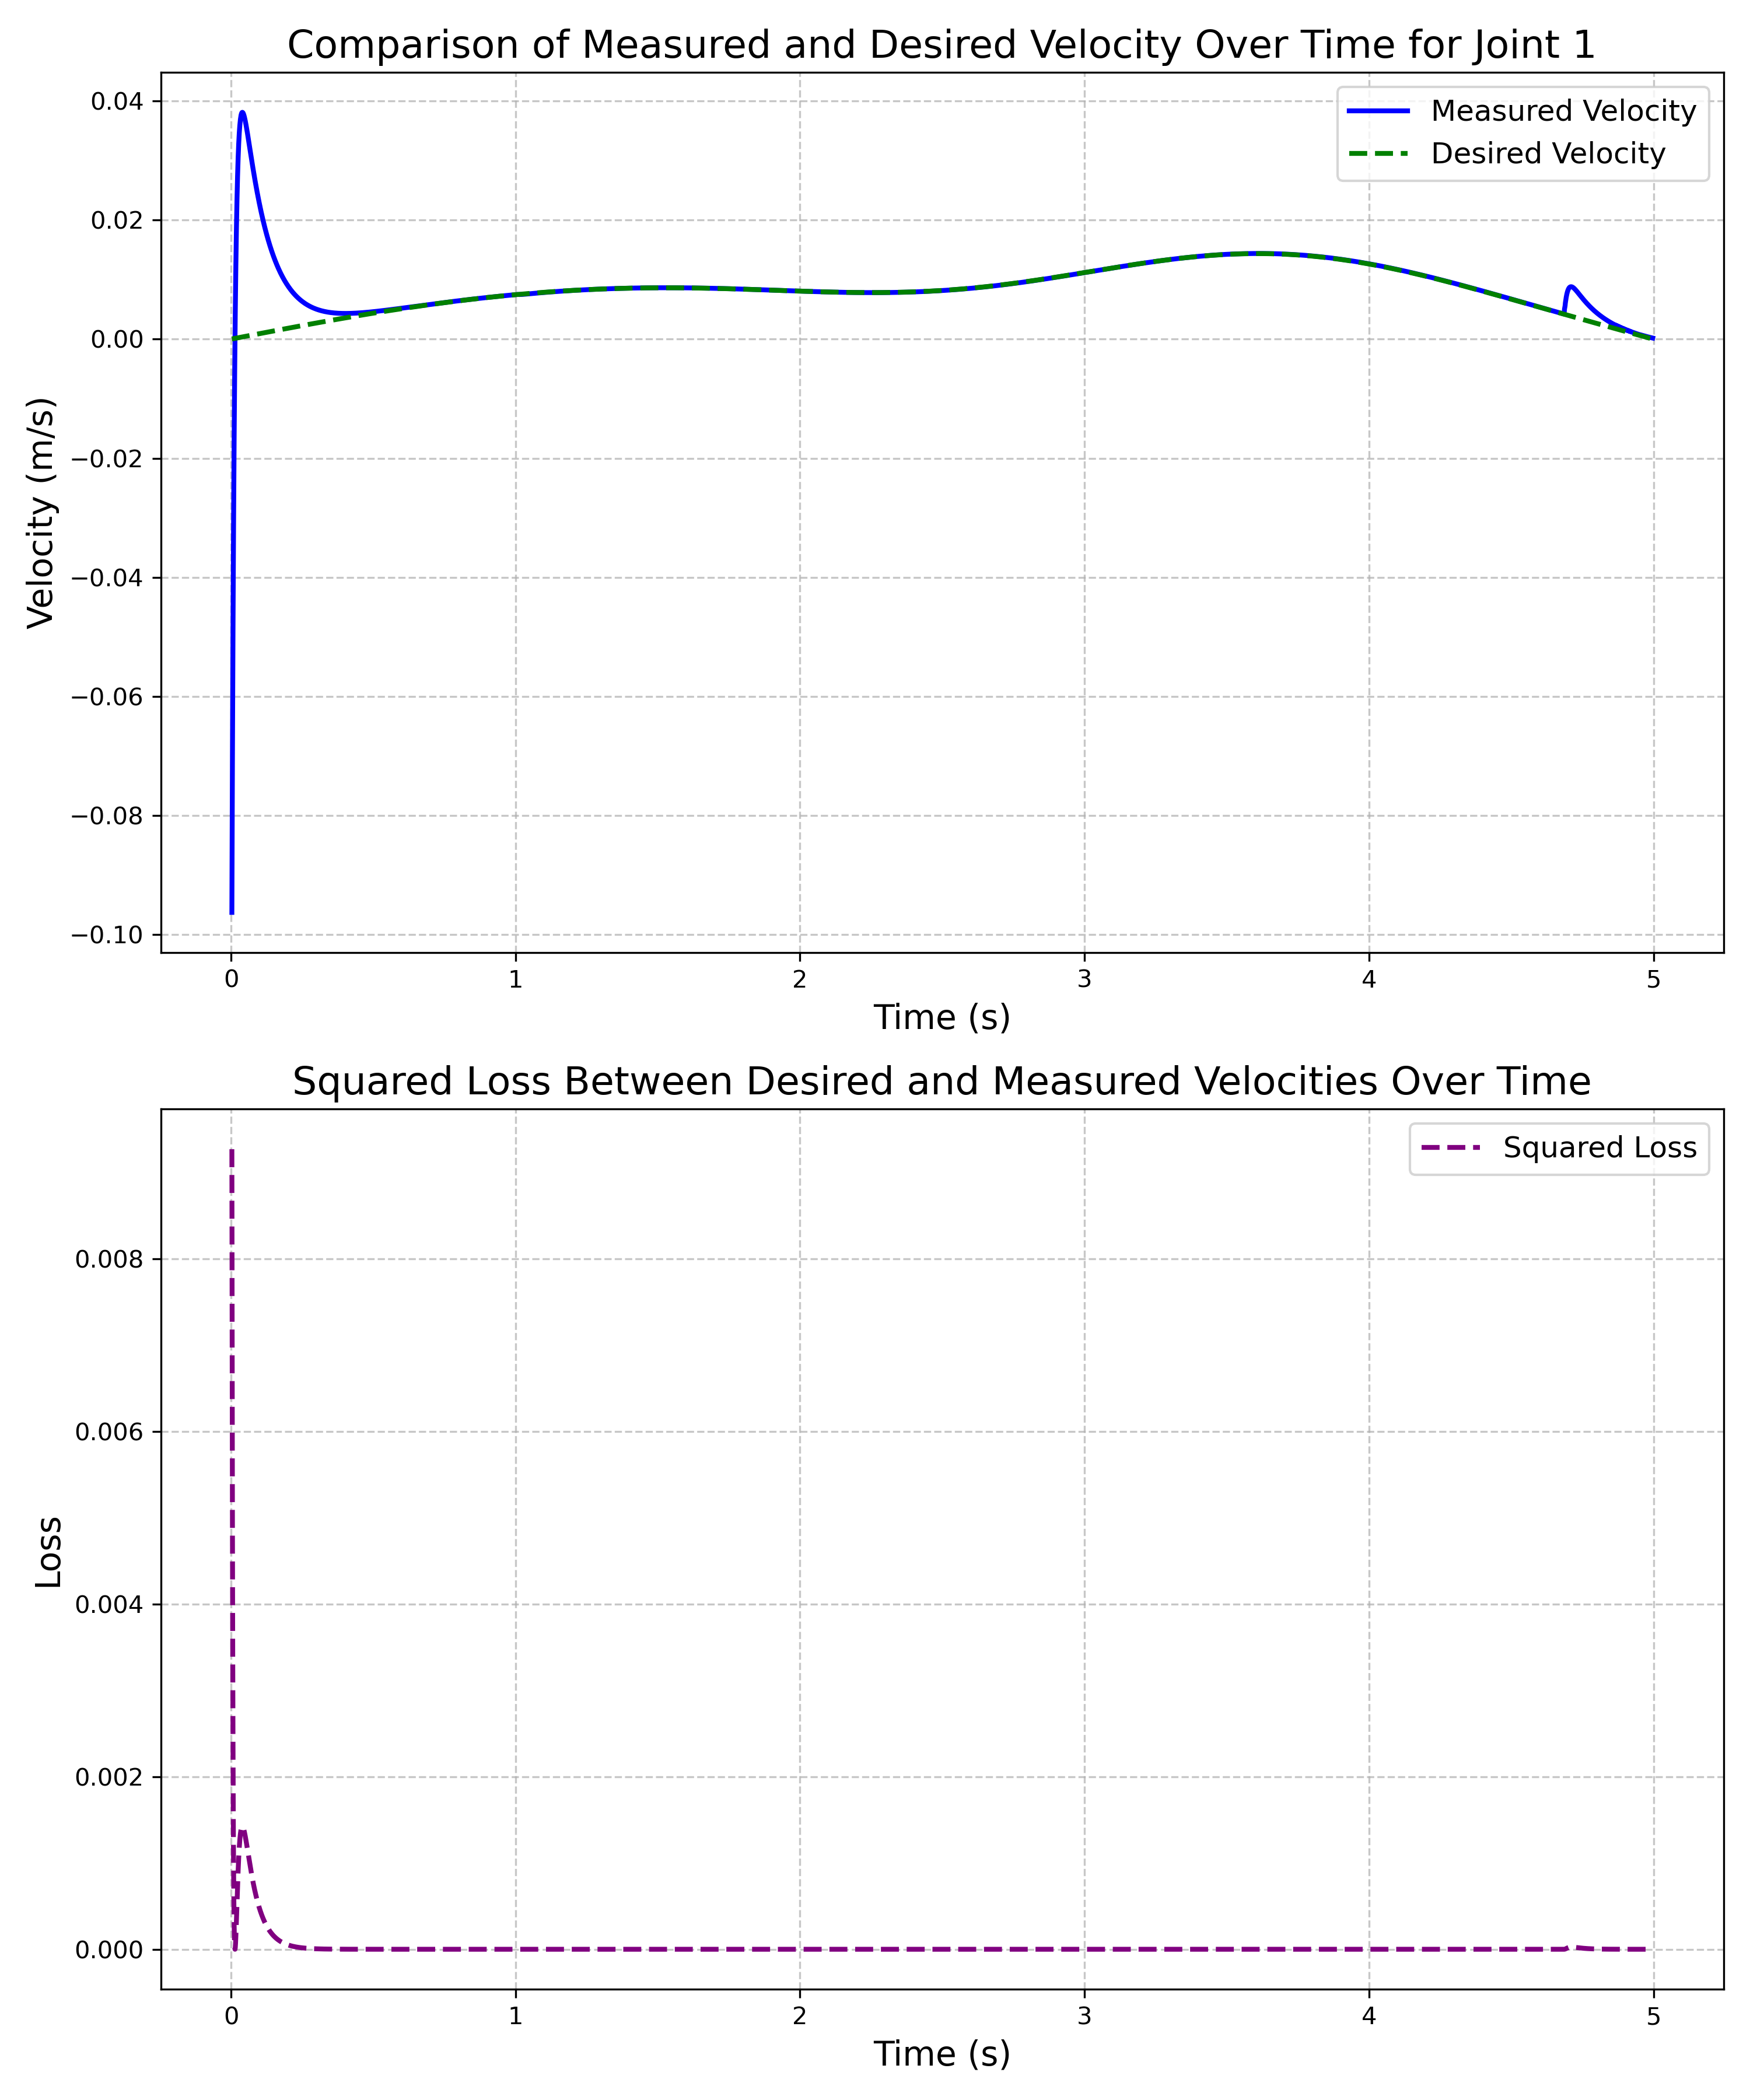 Comparison of Measured and Desired Velocity Over Time for Joint 1
Measured Velocity
Desired Velocity
0.04
0.02
0.00
−0.02
−0.04
−0.06
−0.08
−0.10
Velocity (m/s)
0 1 2 3 4 5
Time (s)
Squared Loss Between Desired and Measured Velocities Over Time
Squared Loss
0.008
0.006
0.004
0.002
0.000
Loss
0 1 2 3 4 5
Time (s)